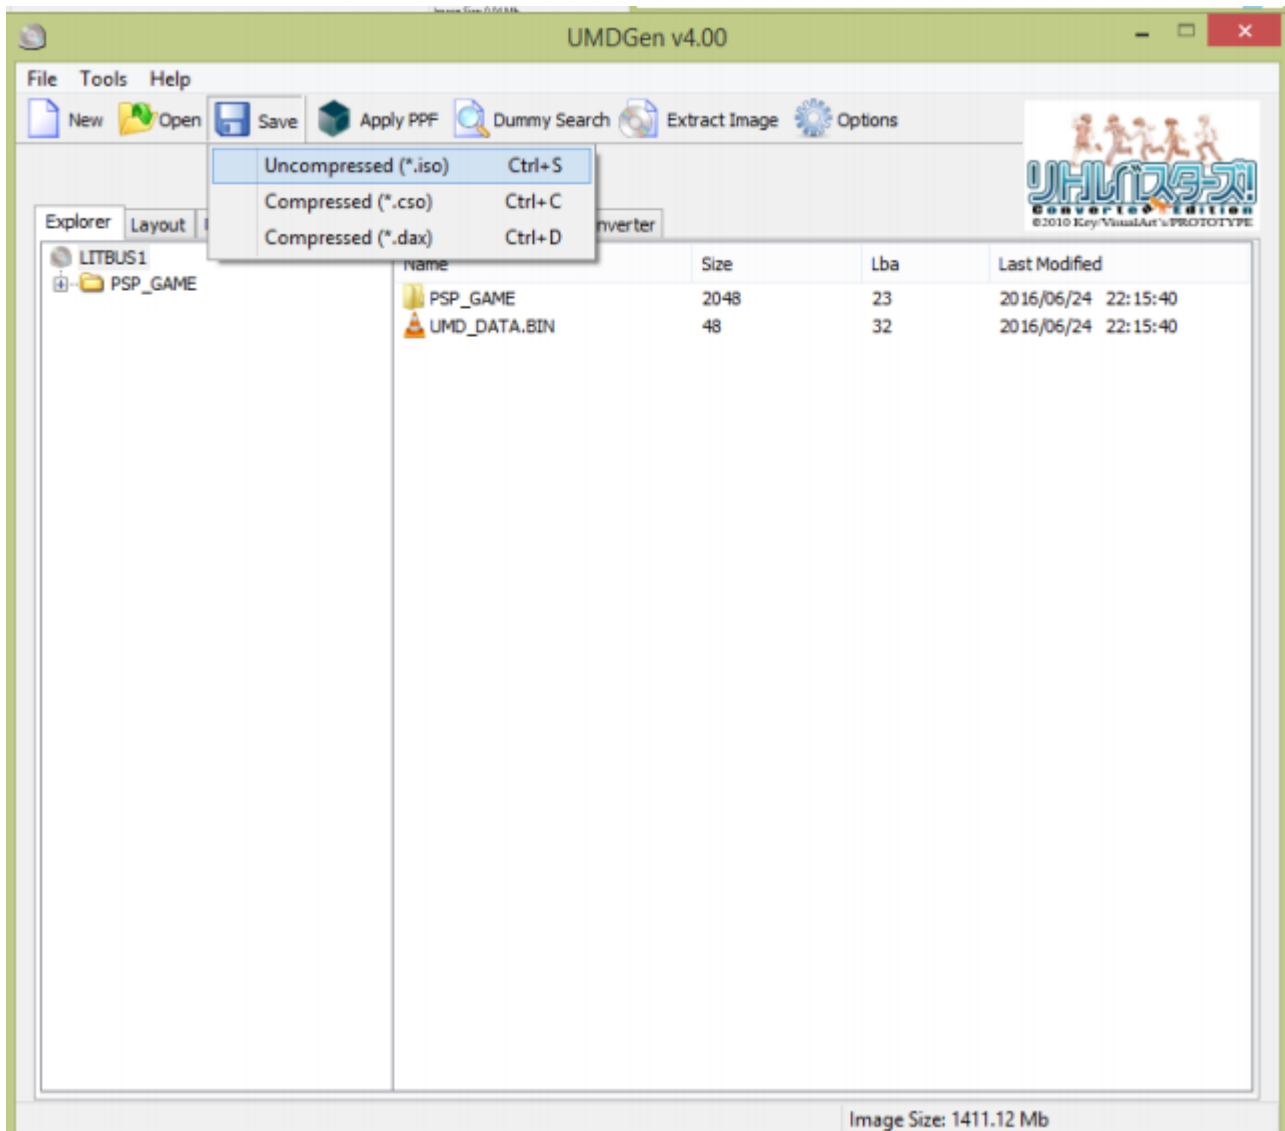 UMDGen v4.00
File Tools Help
New Open Save Apply PPF Dummy Search Extract Image Options
Uncompressed (*.iso) Ctrl+S
Compressed (*.cso) Ctrl+C
Compressed (*.dax) Ctrl+D
リトルバスターズ!
Converted Edition
©2010 Key/VisualArt's/PROTOTYPE
Explorer Layout
LITBUS1
PSP_GAME
Name Size Lba Last Modified
PSP_GAME 2048 23 2016/06/24 22:15:40
UMD_DATA.BIN 48 32 2016/06/24 22:15:40
Image Size: 1411.12 Mb